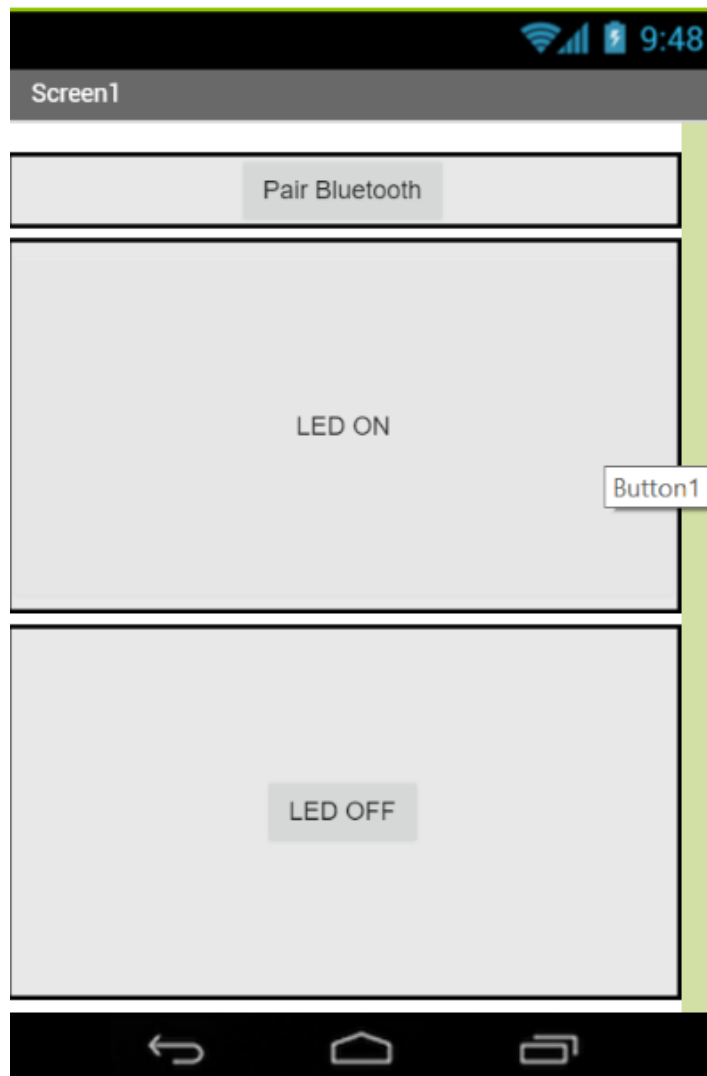 9:48
Screen1
Pair Bluetooth
LED ON
Button1
LED OFF